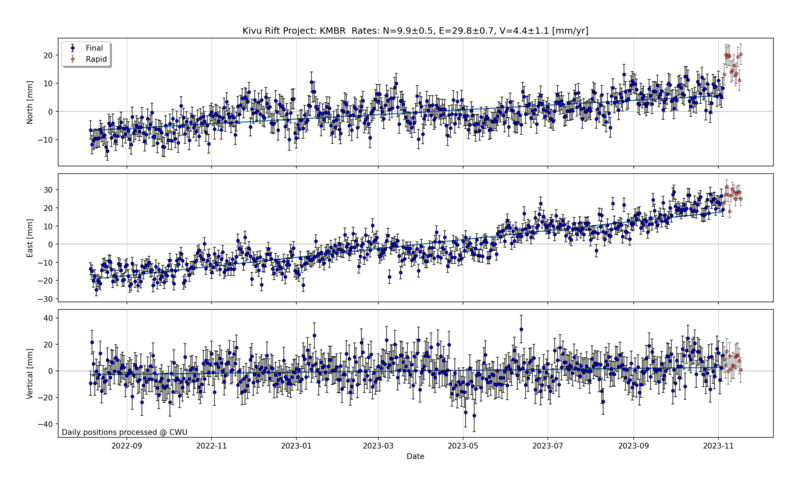 Kivu Rift Project: KMBR Rates: N=9.9±0.5, E=29.8±0.7, V=4.4±1.1 [mm/yr]
Final
Rapid
North [mm]
20
10
0
−10
East [mm]
30
20
10
0
−10
−20
−30
Vertical [mm]
40
20
0
−20
−40
Daily positions processed @ CWU
2022-09 2022-11 2023-01 2023-03 2023-05 2023-07 2023-09 2023-11
Date